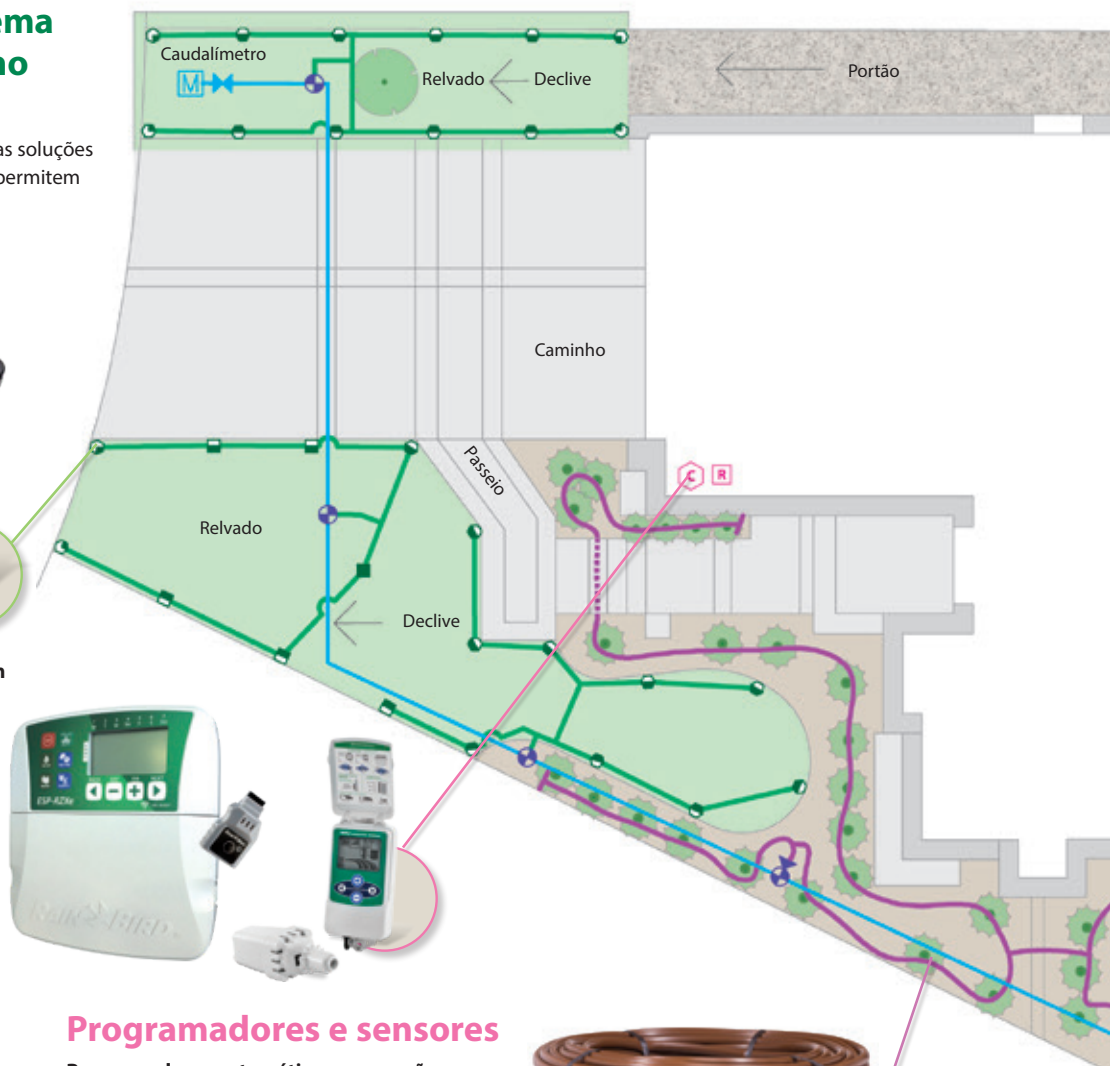 ema
no
as soluções
permitem
Caudalímetro
M
Relvado
Declive
Portão
Caminho
Passeio
C R
Relvado
Declive
n
ESP-RZXe
RAIN BIRD
Programadores e sensores